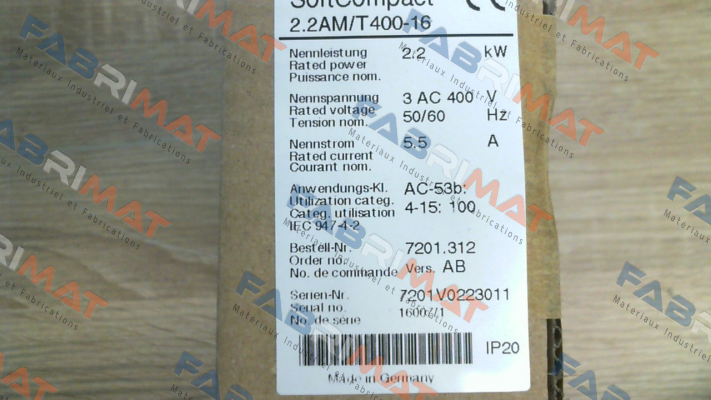 SoftCompact CE
2.2AM/T400-16
Nennleistung 2.2 kW
Rated power
Puissance nom.
Nennspannung 3 AC 400 V
Rated voltage 50/60 Hz
Tension nom.
Nennstrom 5.5 A
Rated current
Courant nom.
Anwendungs-Kl. AC-53b:
Utilization categ. 4-15: 100
Categ. utilisation
IEC 947-4-2
Bestell-Nr. 7201.312
Order no. Vers. AB
No. de commande
Serien-Nr. 7201V0223011
Serial no.
No. de série
IP20
Made in Germany
FABRIMAT
Materiaux Industriel et Fabrications